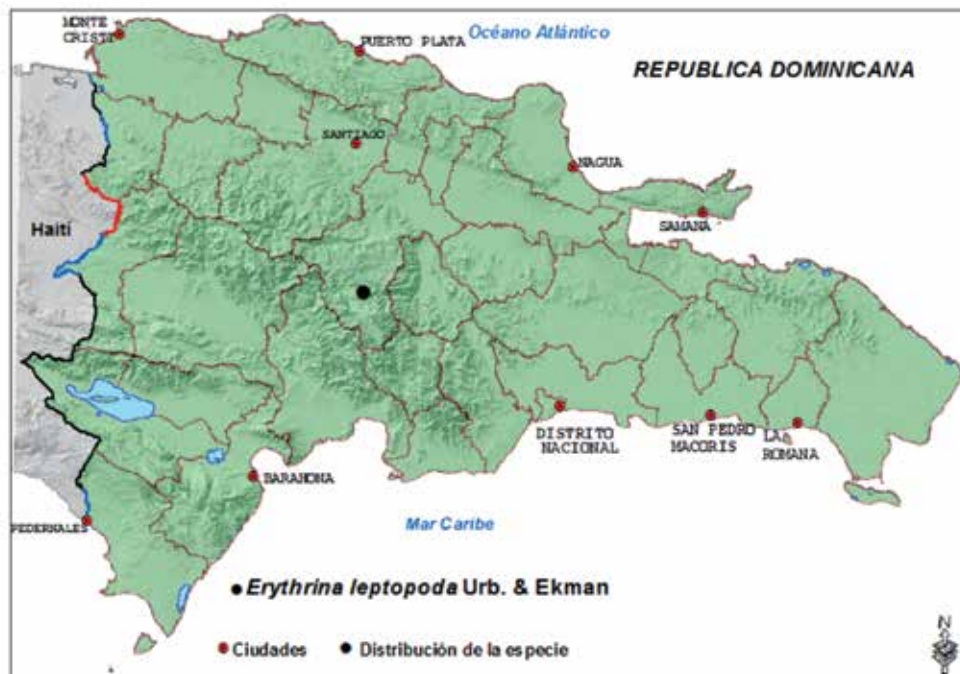 MONTE
CRISTI
PUERTO PLATA
Océano Atlántico
REPUBLICA DOMINICANA
SANTIAGO
NAGUA
SAMANA
Haití
DISTRITO
NACIONAL
SAN PEDRO
MACORIS
LA
ROMANA
BARAHONA
PEDERNALES
Mar Caribe
Erythrina leptopoda Urb. & Ekman
Ciudades
Distribución de la especie
N